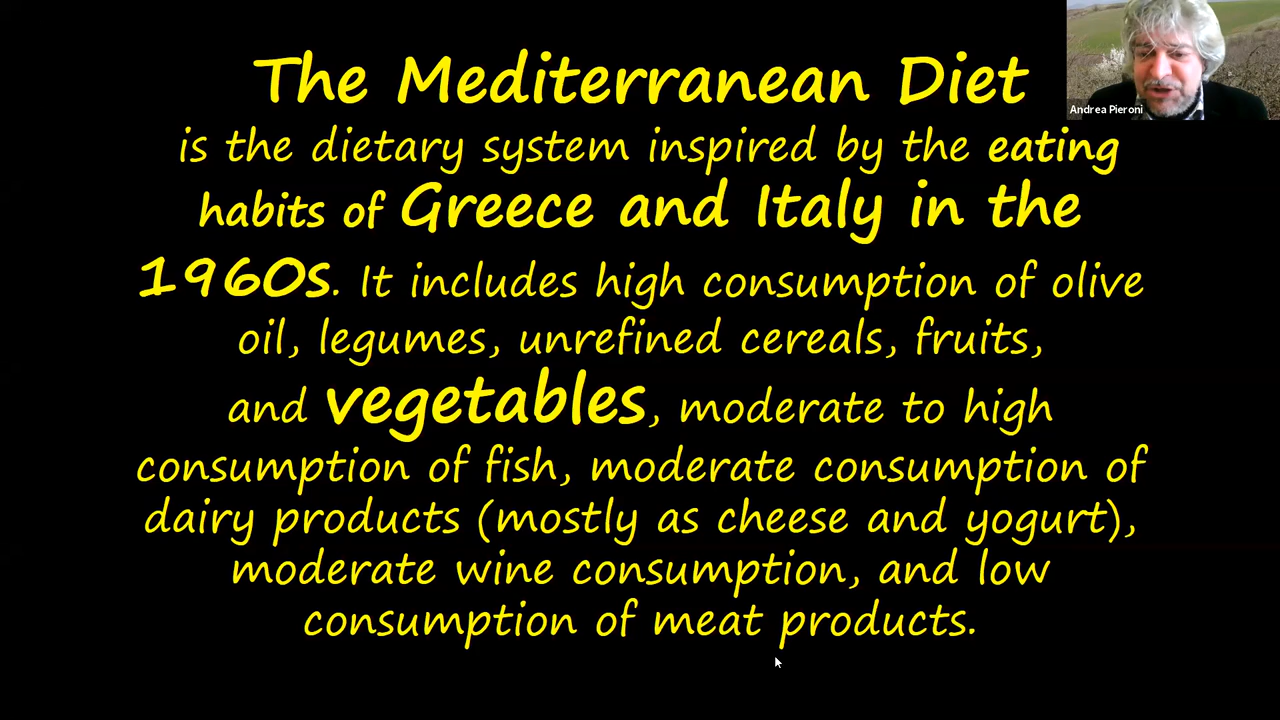 The Mediterranean Diet
is the dietary system inspired by the eating
habits of Greece and Italy in the
1960s. It includes high consumption of olive
oil, legumes, unrefined cereals, fruits,
and vegetables, moderate to high
consumption of fish, moderate consumption of
dairy products (mostly as cheese and yogurt),
moderate wine consumption, and low
consumption of meat products.
Andrea Pieroni